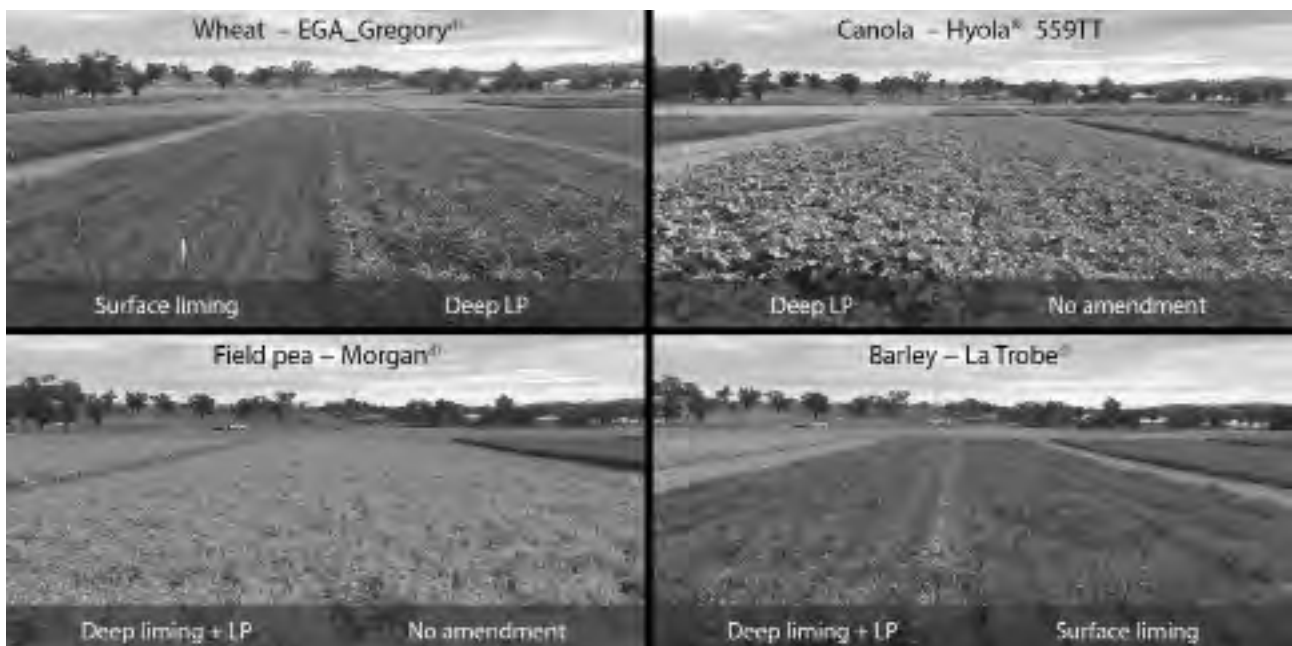 Wheat – EGA_Gregory
Canola – Hyola® 559TT
Surface liming
Deep LP
Deep LP
No amendment
Field pea – Morgan
Barley – La Trobe
Deep liming + LP
No amendment
Deep liming + LP
Surface liming